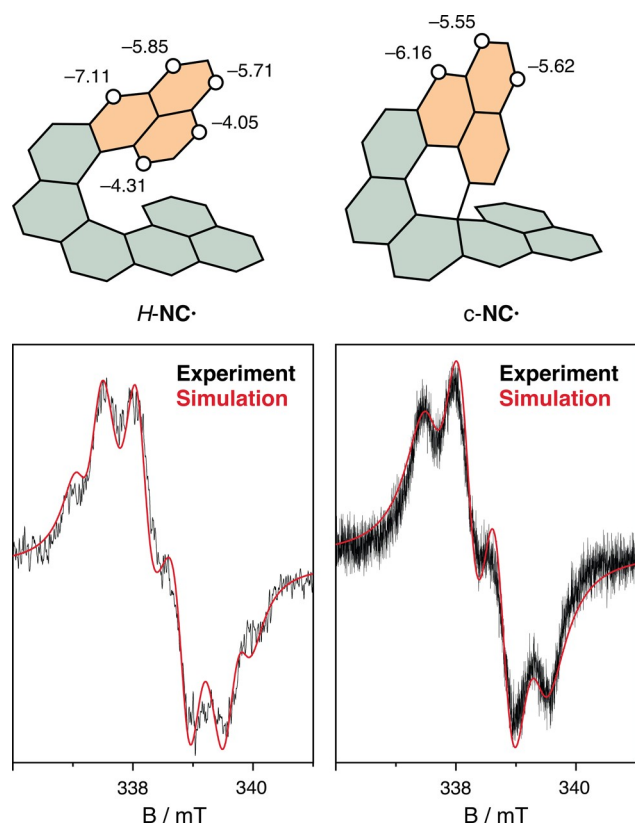 −7.11
−5.85
−5.71
−4.05
−4.31
H-NC·
−6.16
−5.55
−5.62
c-NC·
Experiment
Simulation
338
340
B / mT
Experiment
Simulation
338
340
B / mT